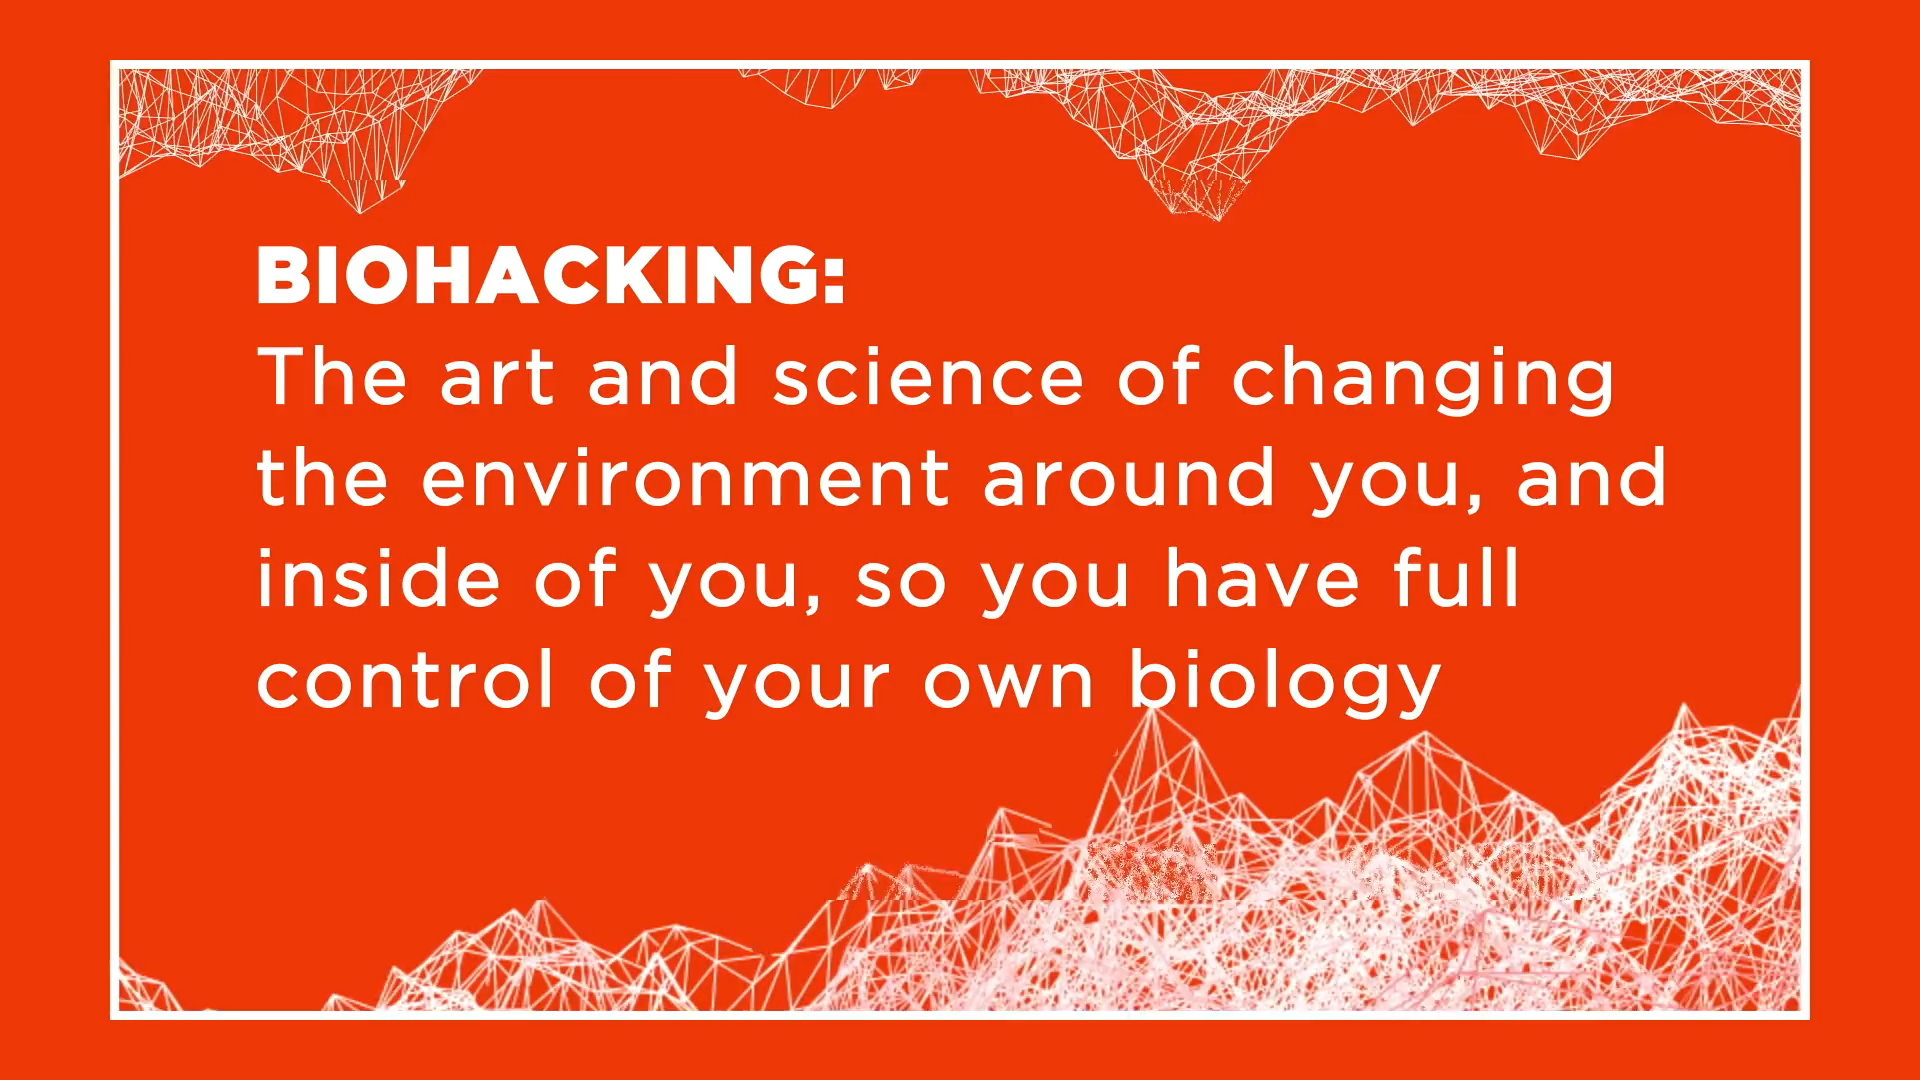 BIOHACKING:
The art and science of changing
the environment around you, and
inside of you, so you have full
control of your own biology